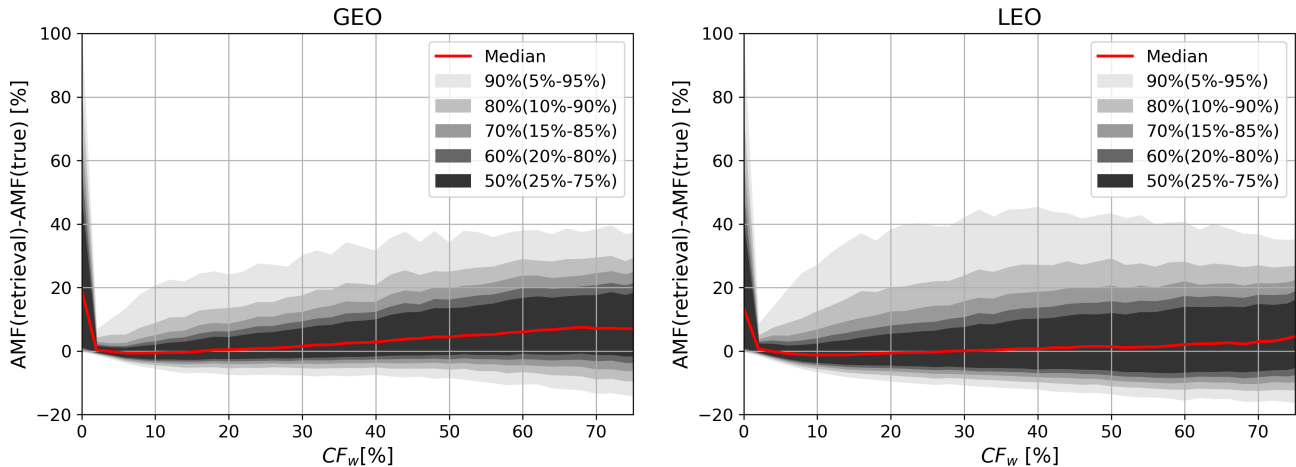 GEO
AMF(retrieval)-AMF(true) [%]
100
80
60
40
20
0
−20
0 10 20 30 40 50 60 70
CFw[%]
Median
90%(5%-95%)
80%(10%-90%)
70%(15%-85%)
60%(20%-80%)
50%(25%-75%)
LEO
AMF(retrieval)-AMF(true) [%]
100
80
60
40
20
0
−20
0 10 20 30 40 50 60 70
CFw [%]
Median
90%(5%-95%)
80%(10%-90%)
70%(15%-85%)
60%(20%-80%)
50%(25%-75%)